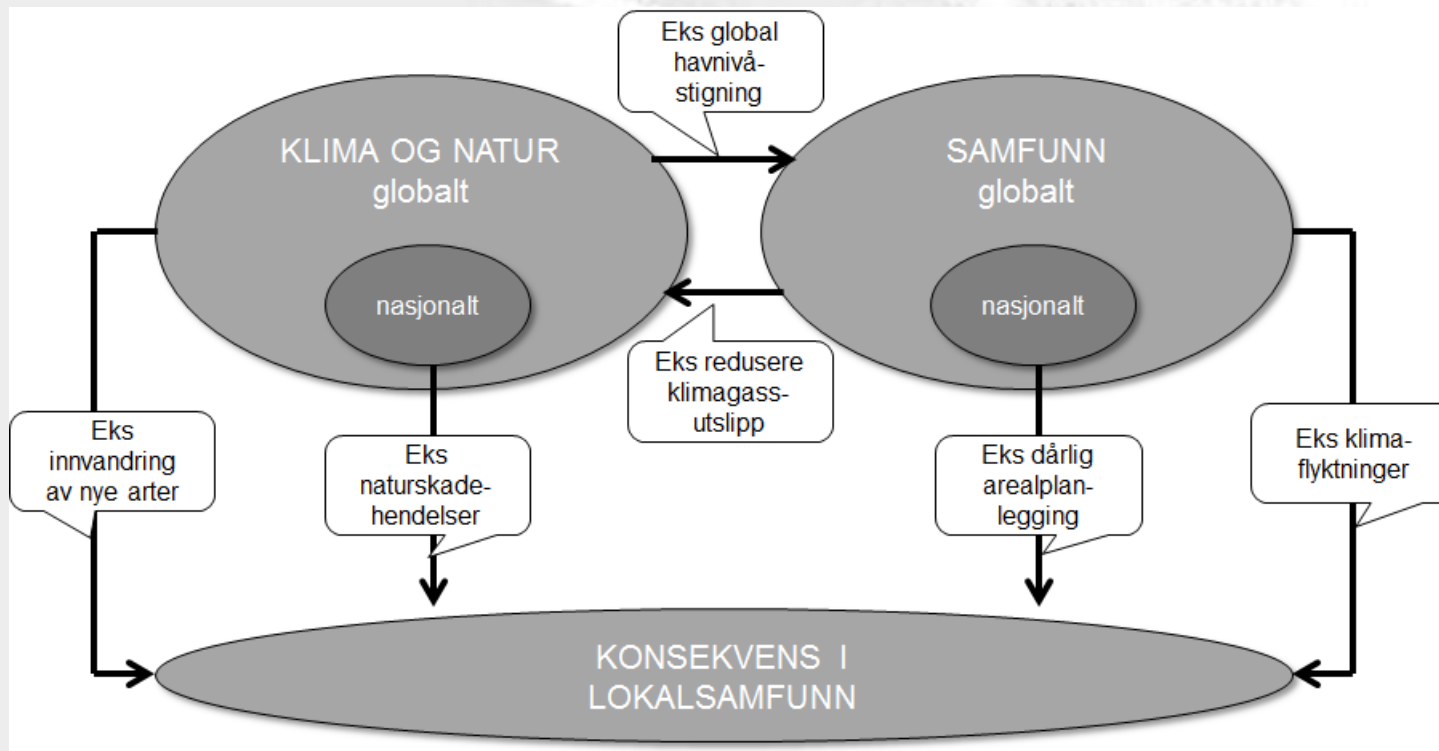 Eks global
havnivå-
stigning
KLIMA OG NATUR
globalt
SAMFUNN
globalt
nasjonalt
nasjonalt
Eks redusere
klimagass-
utslipp
Eks
innvandring
av nye arter
Eks
naturskade-
hendelser
Eks dårlig
arealplan-
legging
Eks klima-
flyktninger
KONSEKVENS I
LOKALSAMFUNN